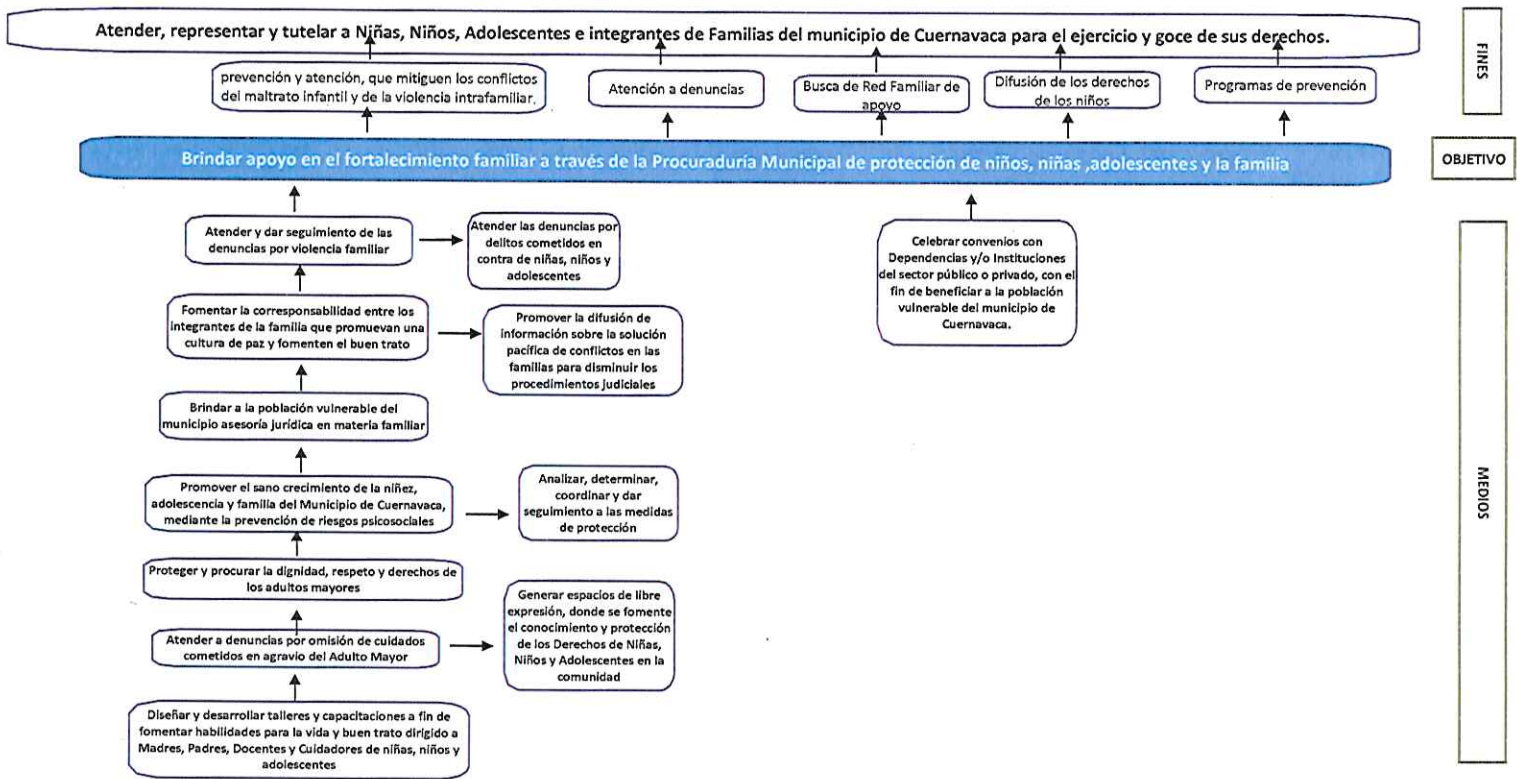 Atender, representar y tutelar a Niñas, Niños, Adolescentes e integrantes de Familias del municipio de Cuernavaca para el ejercicio y goce de sus derechos.
FINES
prevención y atención, que mitiguen los conflictos
del maltrato infantil y de la violencia intrafamiliar.
Atención a denuncias
Busca de Red Familiar de
apoyo
Difusión de los derechos
de los niños
Programas de prevención
Brindar apoyo en el fortalecimiento familiar a través de la Procuraduría Municipal de protección de niños, niñas ,adolescentes y la familia
OBJETIVO
Atender y dar seguimiento de las
denuncias por violencia familiar
Atender las denuncias por
delitos cometidos en
contra de niñas, niños y
adolescentes
Celebrar convenios con
Dependencias y/o Instituciones
del sector público o privado, con el
fin de beneficiar a la población
vulnerable del municipio de
Cuernavaca.
Fomentar la corresponsabilidad entre los
integrantes de la familia que promuevan una
cultura de paz y fomenten el buen trato
Promover la difusión de
información sobre la solución
pacífica de conflictos en las
familias para disminuir los
procedimientos judiciales
Brindar a la población vulnerable del
municipio asesoría jurídica en materia familiar
Promover el sano crecimiento de la niñez,
adolescencia y familia del Municipio de Cuernavaca,
mediante la prevención de riesgos psicosociales
Analizar, determinar,
coordinar y dar
seguimiento a las medidas
de protección
MEDIOS
Proteger y procurar la dignidad, respeto y derechos de
los adultos mayores
Atender a denuncias por omisión de cuidados
cometidos en agravio del Adulto Mayor
Generar espacios de libre
expresión, donde se fomente
el conocimiento y protección
de los Derechos de Niñas,
Niños y Adolescentes en la
comunidad
Diseñar y desarrollar talleres y capacitaciones a fin de
fomentar habilidades para la vida y buen trato dirigido a
Madres, Padres, Docentes y Cuidadores de niñas, niños y
adolescentes